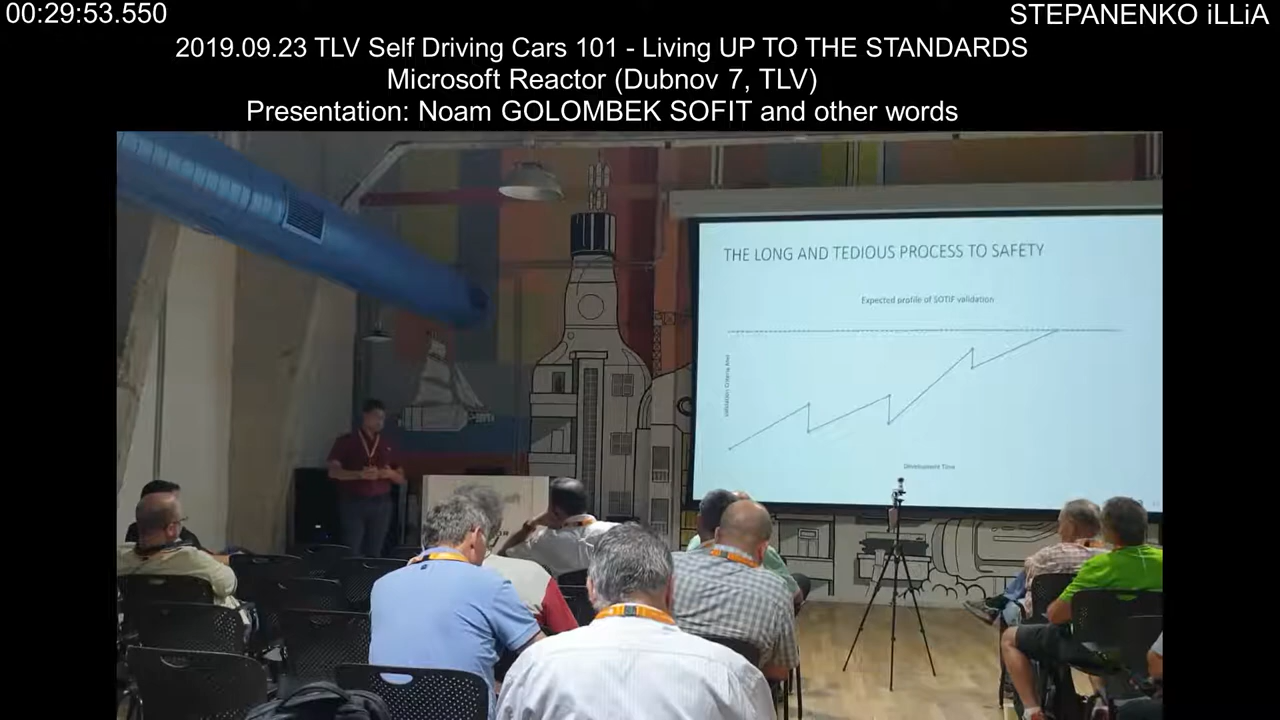 00:29:53.550
STEPANENKO iLLiA
2019.09.23 TLV Self Driving Cars 101 - Living UP TO THE STANDARDS
Microsoft Reactor (Dubnov 7, TLV)
Presentation: Noam GOLOMBEK SOFIT and other words
THE LONG AND TEDIOUS PROCESS TO SAFETY
Expected profile of SOTIF validation
Development Time